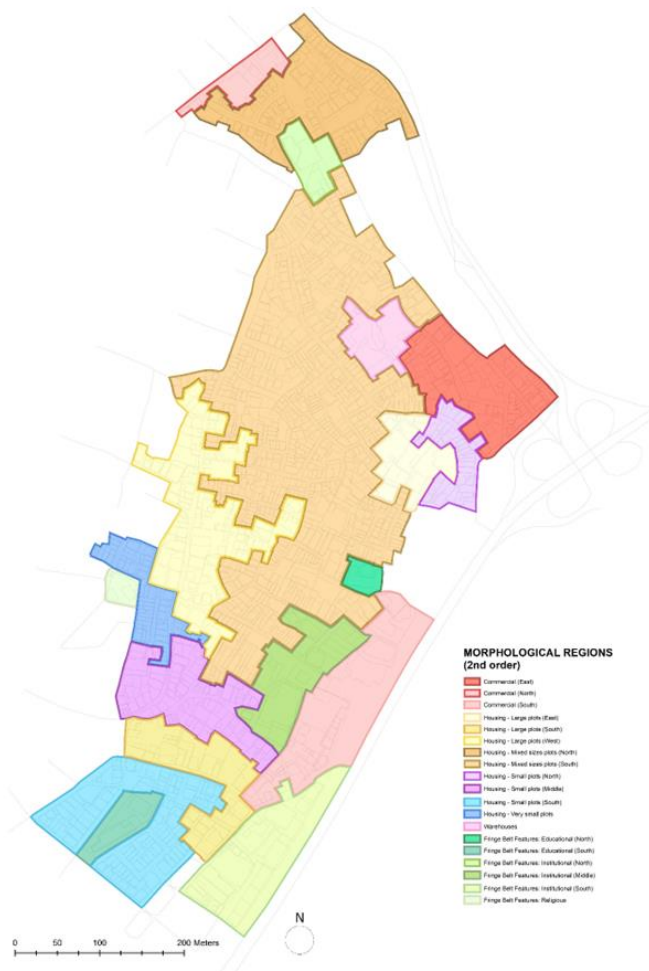 MORPHOLOGICAL REGIONS
(2nd order)
Commercial (East)
Commercial (North)
Commercial (South)
Housing - Large plots (East)
Housing - Large plots (South)
Housing - Large plots (West)
Housing - Mixed sizes plots (North)
Housing - Mixed sizes plots (South)
Housing - Small plots (North)
Housing - Small plots (Middle)
Housing - Small plots (South)
Housing - Very small plots
Warehouses
Fringe Belt Features: Educational (North)
Fringe Belt Features: Educational (South)
Fringe Belt Features: Institutional (North)
Fringe Belt Features: Institutional (Middle)
Fringe Belt Features: Institutional (South)
Fringe Belt Features: Religious
N
0 50 100 200 Meters